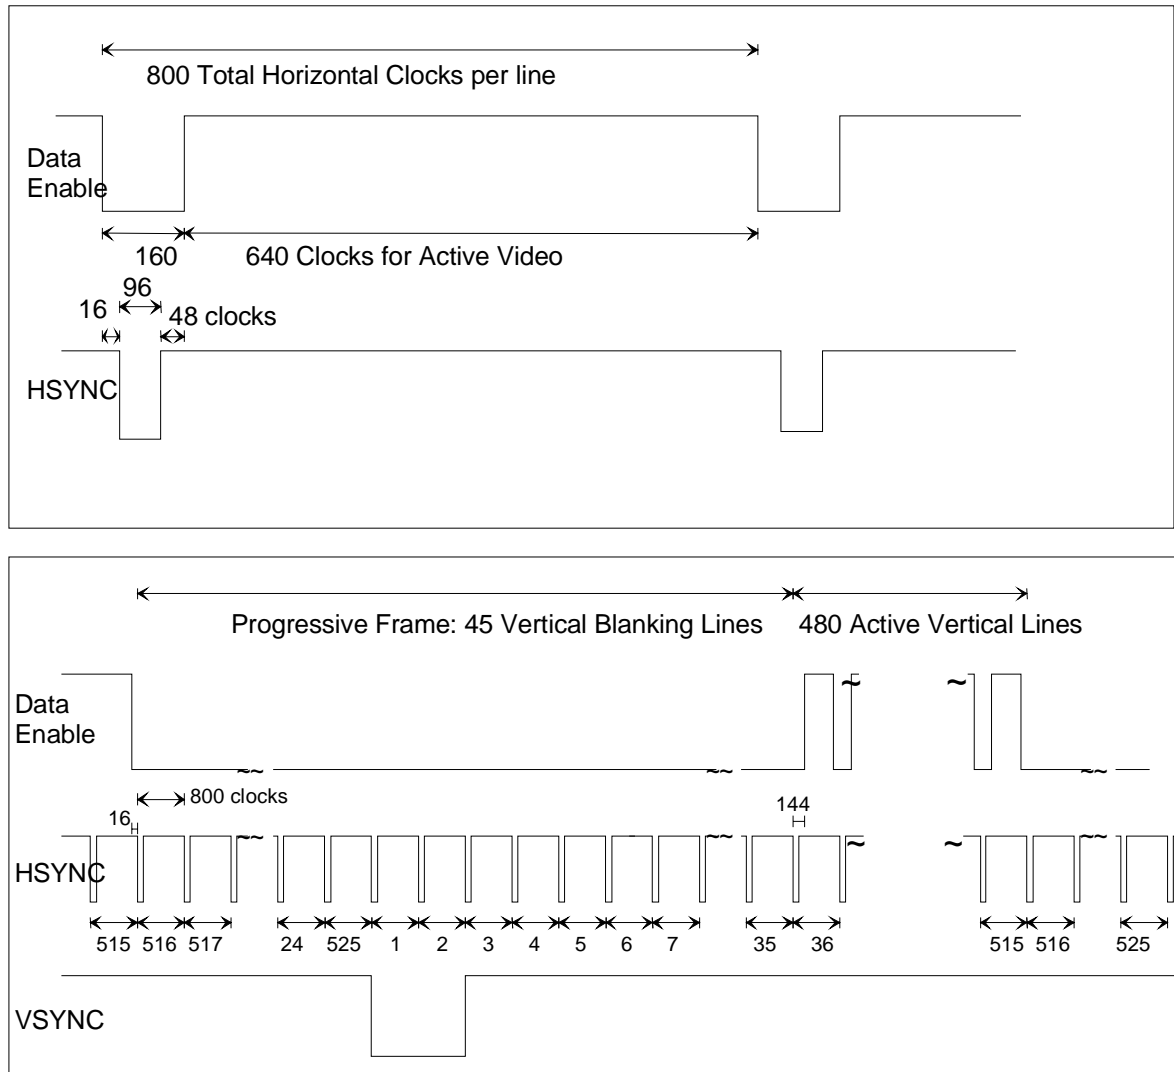 800 Total Horizontal Clocks per line
Data
Enable
160
640 Clocks for Active Video
96
16
48 clocks
HSYNC
Progressive Frame: 45 Vertical Blanking Lines
480 Active Vertical Lines
Data
Enable
~
~
~~
~~
~~
800 clocks
16
144
HSYNC
~~
~~
~
~
~~
515 516 517 24 525 1 2 3 4 5 6 7 35 36 515 516 525
VSYNC